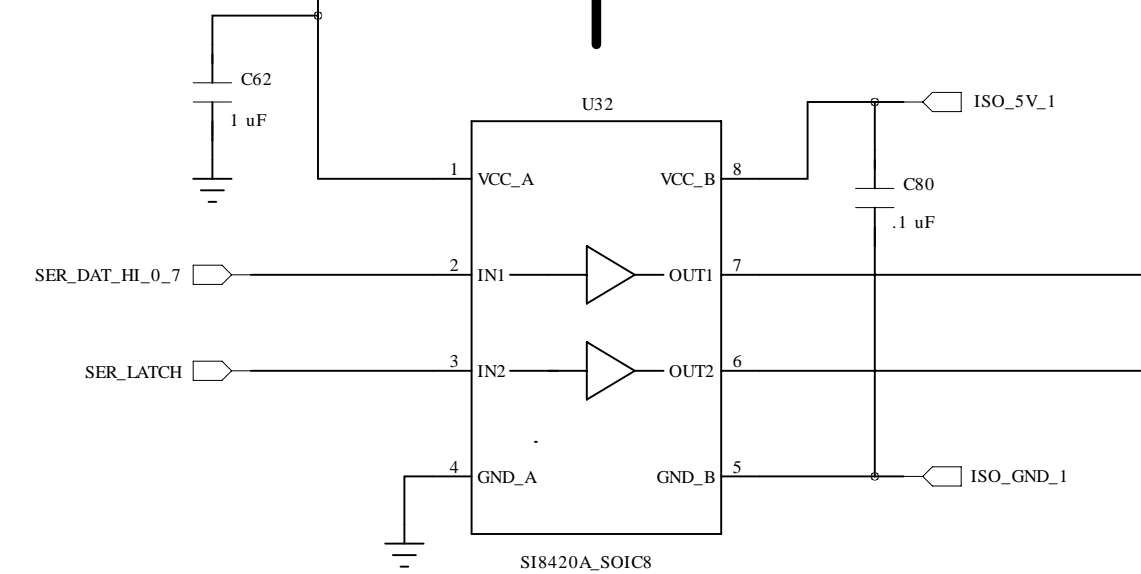 C62
1 uF
U32
ISO_5V_1
1
VCC_A
VCC_B
8
C80
.1 uF
SER_DAT_HI_0_7
2
IN1
OUT1
7
SER_LATCH
3
IN2
OUT2
6
4
GND_A
GND_B
5
ISO_GND_1
SI8420A_SOIC8